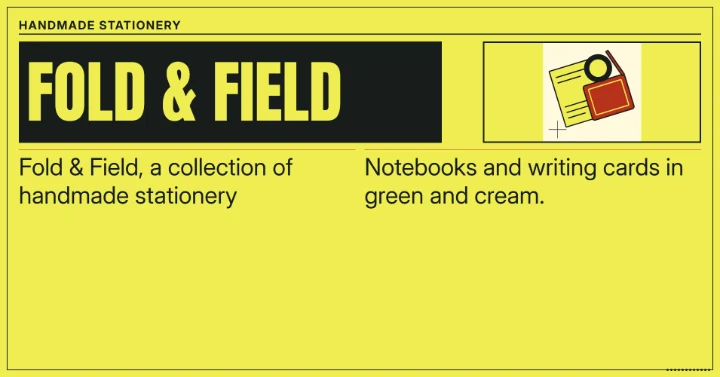 HANDMADE STATIONERY
FOLD & FIELD
Fold & Field, a collection of
handmade stationery
Notebooks and writing cards in
green and cream.